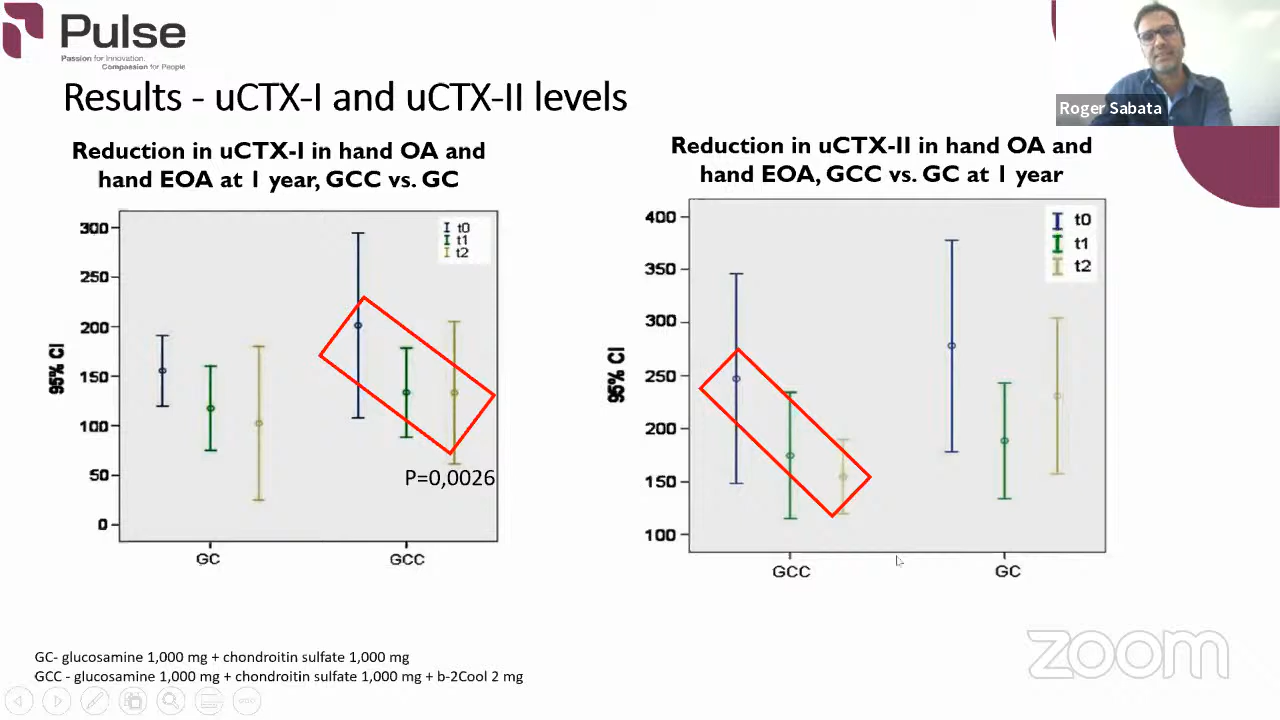 Pulse
Passion for Innovation.
Compassion for People
Results - uCTX-I and uCTX-II levels
Roger Sabata
Reduction in uCTX-I in hand OA and
hand EOA at 1 year, GCC vs. GC
300
250
200
150
100
50
0
95% CI
t0
t1
t2
P=0,0026
GC
GCC
Reduction in uCTX-II in hand OA and
hand EOA, GCC vs. GC at 1 year
400
350
300
250
200
150
100
95% CI
t0
t1
t2
GCC
GC
GC- glucosamine 1,000 mg + chondroitin sulfate 1,000 mg
GCC - glucosamine 1,000 mg + chondroitin sulfate 1,000 mg + b-2Cool 2 mg
zoom